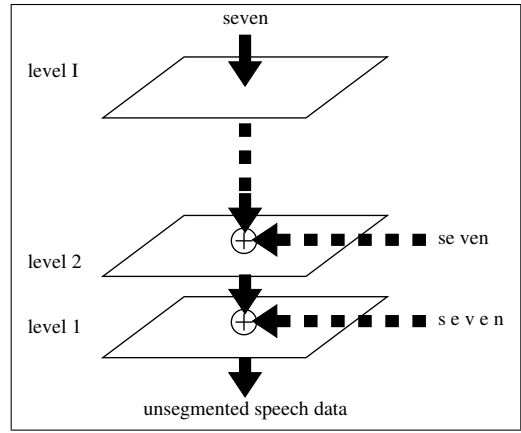 seven
level I
se ven
level 2
s e v e n
level 1
unsegmented speech data